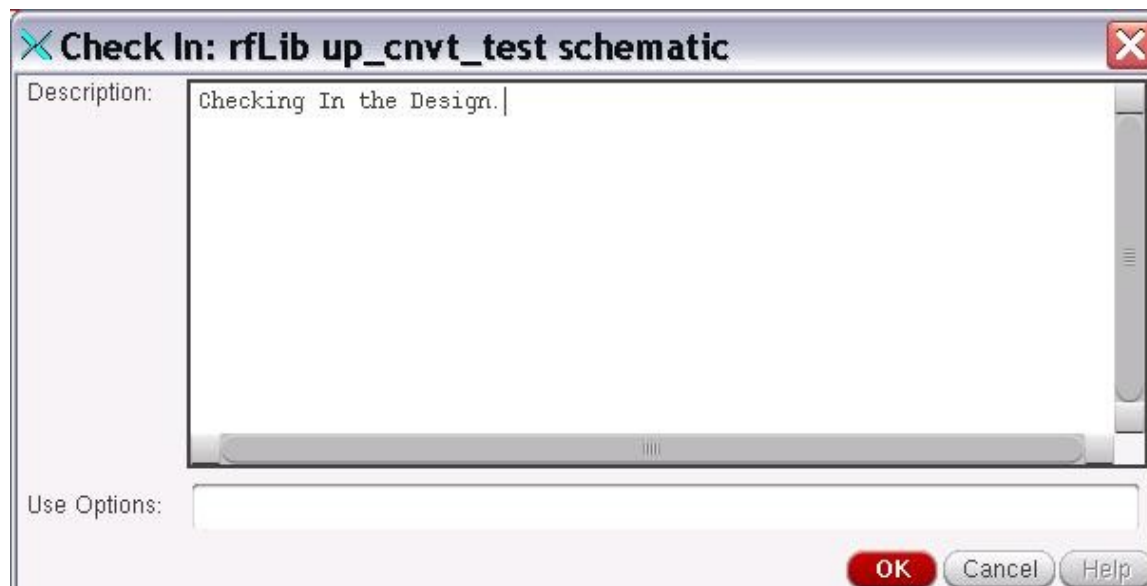 Check In: rfLib up_cnvt_test schematic
Description:
Checking In the Design.
Use Options:
OK Cancel Help